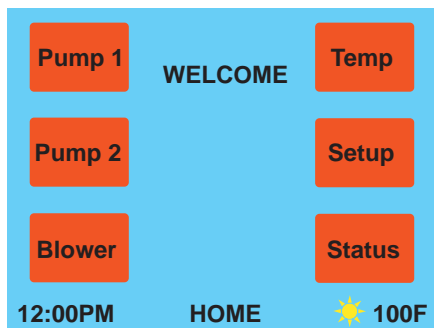 Pump 1
WELCOME
Temp
Pump 2
Setup
Blower
Status
12:00PM
HOME
100F